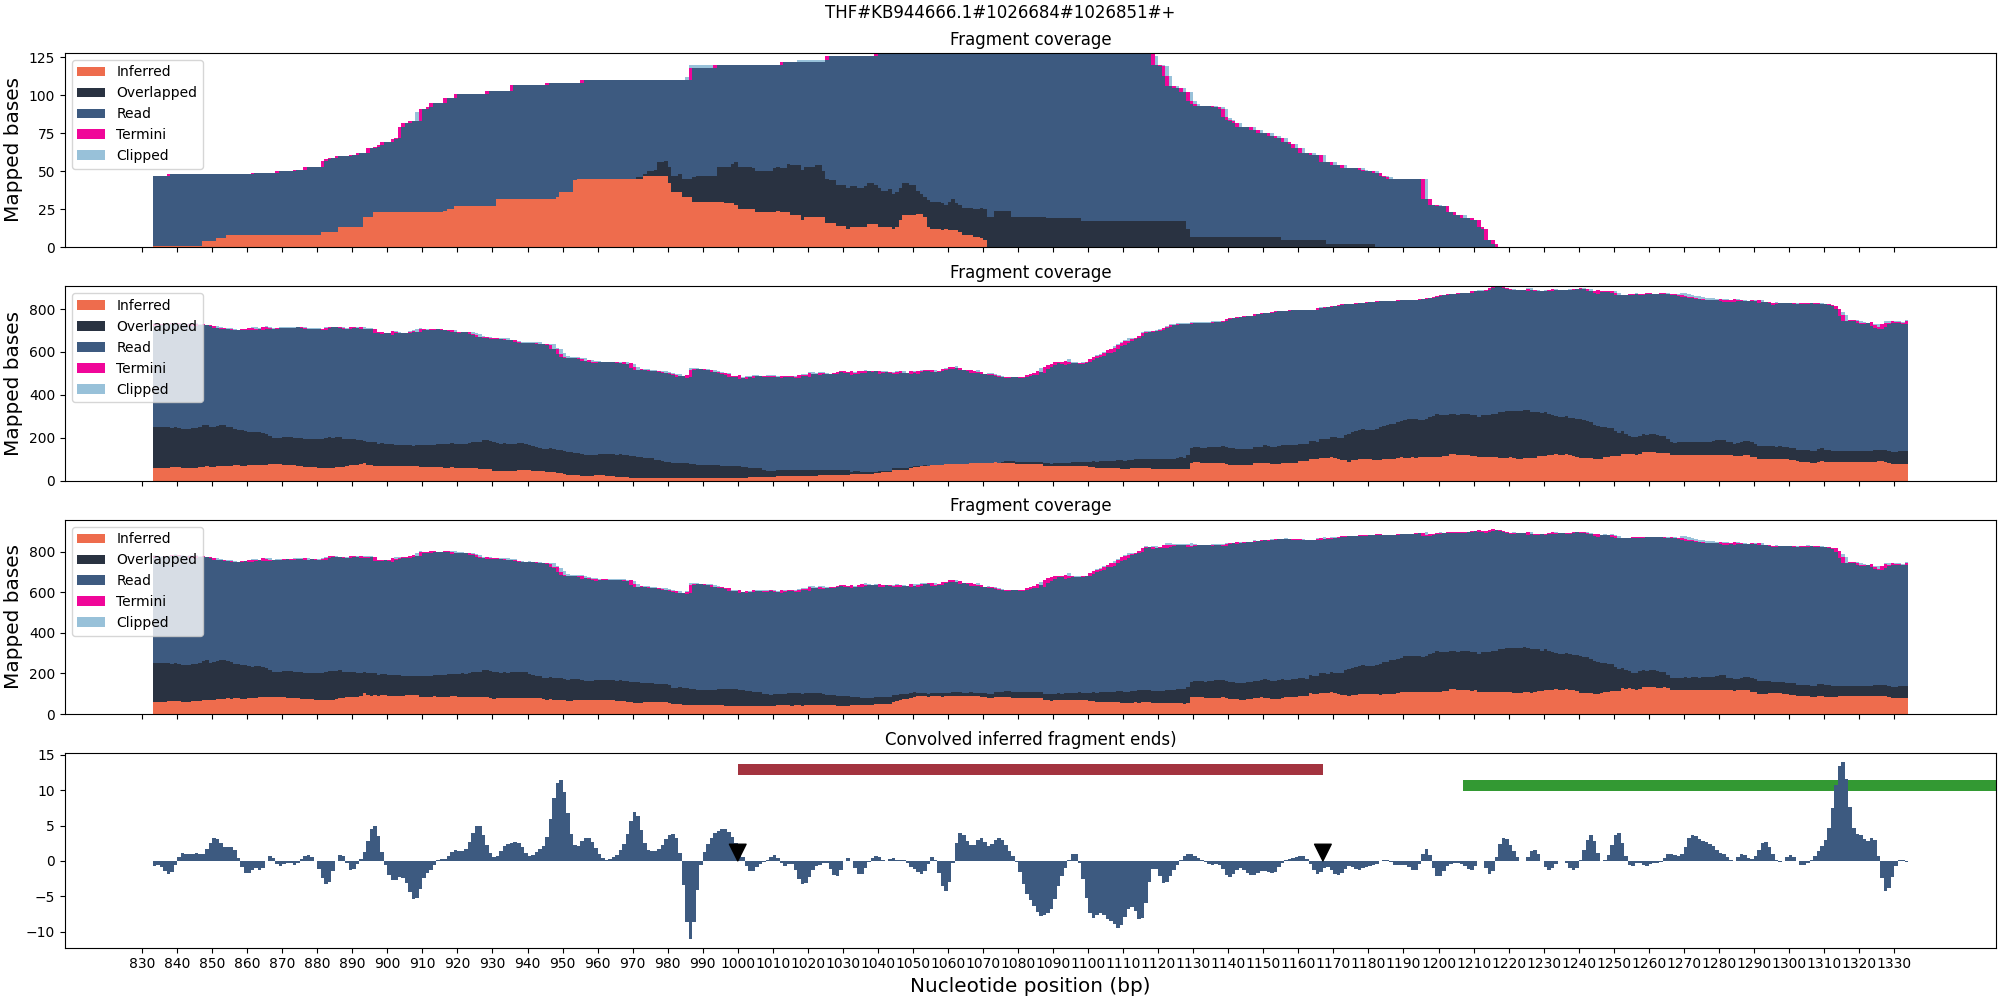 THF#KB944666.1#1026684#1026851#+
Fragment coverage
Mapped bases
125
100
75
50
25
0
Inferred
Overlapped
Read
Termini
Clipped
Fragment coverage
Mapped bases
800
600
400
200
0
Inferred
Overlapped
Read
Termini
Clipped
Fragment coverage
Mapped bases
800
600
400
200
0
Inferred
Overlapped
Read
Termini
Clipped
Convolved inferred fragment ends)
15
10
5
0
−5
−10
830 840 850 860 870 880 890 900 910 920 930 940 950 960 970 980 990 1000 1010 1020 1030 1040 1050 1060 1070 1080 1090 1100 1110 1120 1130 1140 1150 1160 1170 1180 1190 1200 1210 1220 1230 1240 1250 1260 1270 1280 1290 1300 1310 1320 1330
Nucleotide position (bp)